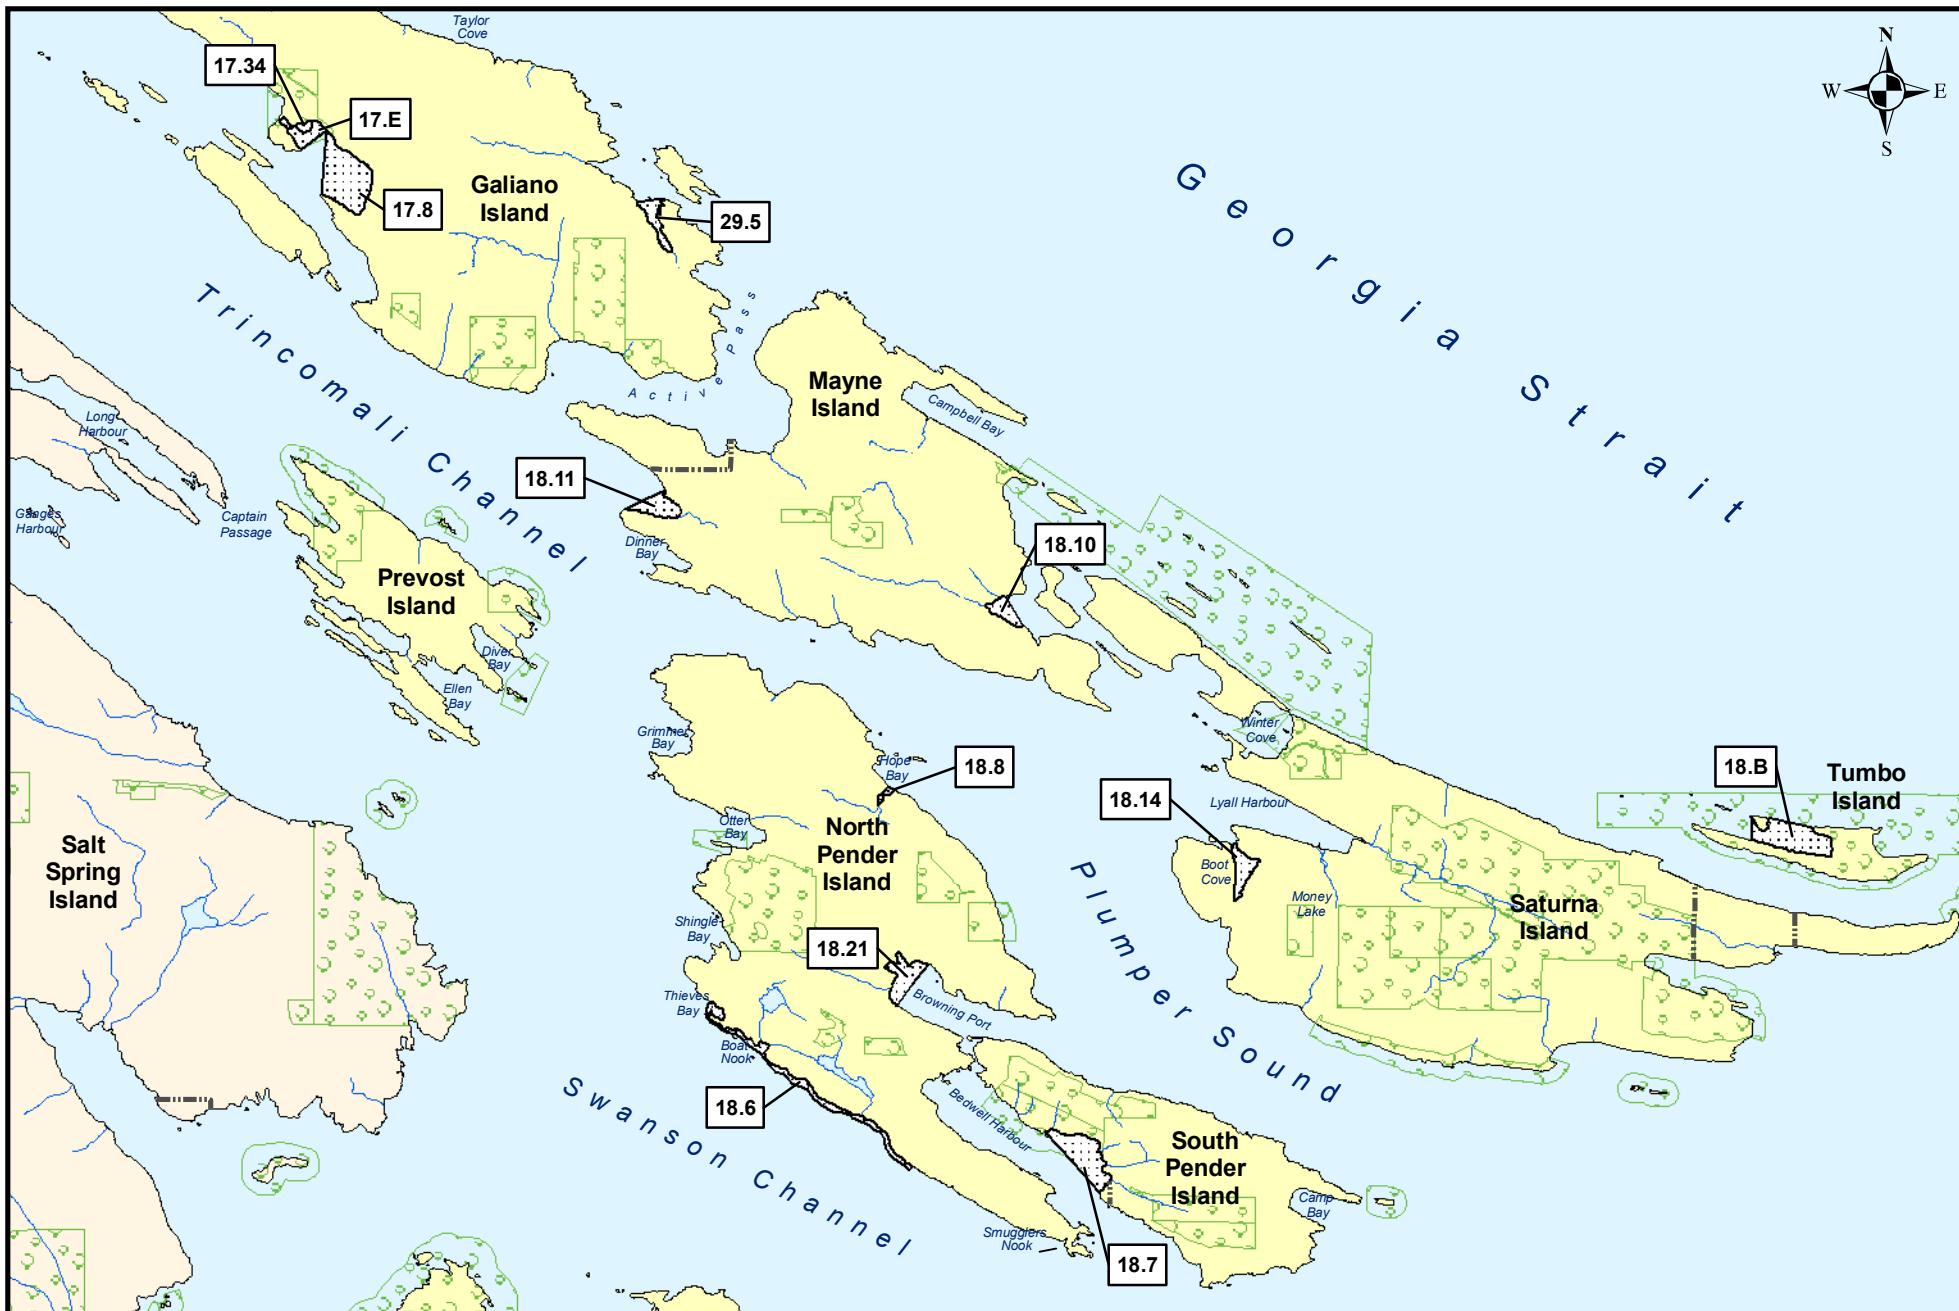 Taylor
Cove
N
W
E
S
17.34
17.E
17.8
Galiano
Island
29.5
Georgia Strait
Trincomali Channel
Active Pass
Mayne
Island
Campbell Bay
Long
Harbour
18.11
Ganges
Harbour
Captain
Passage
Dinner
Bay
18.10
Prevost
Island
Diver
Bay
Ellen
Bay
Grimmer
Bay
Winter
Cove
Hope
Bay
18.8
18.B
Tumbo
Island
18.14
Lyall Harbour
Otter
Bay
North
Pender
Island
Salt
Spring
Island
Boot
Cove
Plumper Sound
Money
Lake
Saturna
Island
Shingle
Bay
18.21
Thieves
Bay
Browning Port
Boat
Nook
18.6
Swanson Channel
Bedwell Harbour
South
Pender
Island
Camp
Bay
Smugglers
Nook
18.7